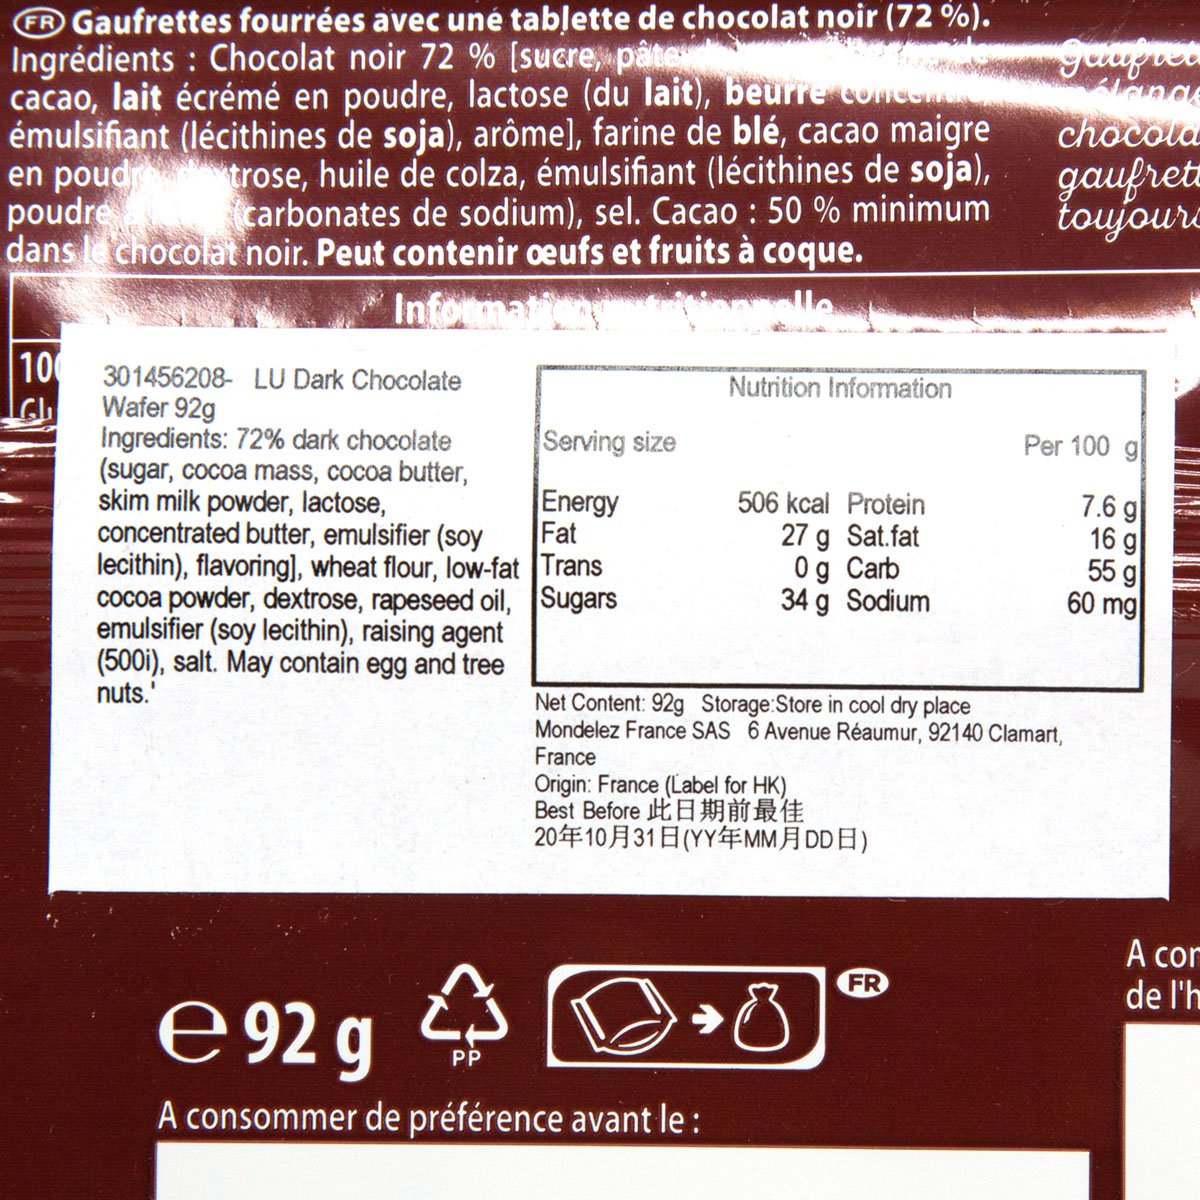 FR Gaufrettes fourrées avec une tablette de chocolat noir (72 %).
Ingrédients : Chocolat noir 72 % [sucre, pâte
cacao, lait écrémé en poudre, lactose (du lait), beurre
émulsifiant (lécithines de soja), arôme], farine de blé, cacao maigre
en huile de colza, émulsifiant (lécithines de soja),
(carbonates de sodium), sel. Cacao : 50 % minimum
dans le chocolat noir. Peut contenir œufs et fruits à coque.
toujours
301456208- LU Dark Chocolate
Wafer 92g
Ingredients: 72% dark chocolate
(sugar, cocoa mass, cocoa butter,
skim milk powder, lactose,
concentrated butter, emulsifier (soy
lecithin), flavoring], wheat flour, low-fat
cocoa powder, dextrose, rapeseed oil,
emulsifier (soy lecithin), raising agent
(500i), salt. May contain egg and tree
nuts.'
Nutrition Information
Serving size Per 100 g
Energy 506 kcal Protein 7.6 g
Fat 27 g Sat.fat 16 g
Trans 0 g Carb 55 g
Sugars 34 g Sodium 60 mg
Net Content: 92g Storage:Store in cool dry place
Mondelez France SAS 6 Avenue Réaumur, 92140 Clamart,
France
Origin: France (Label for HK)
Best Before 此日期前最佳
20年10月31日(YY年MM月DD日)
A
de l'h
e 92 g
PP
FR
A consommer de préférence avant le :